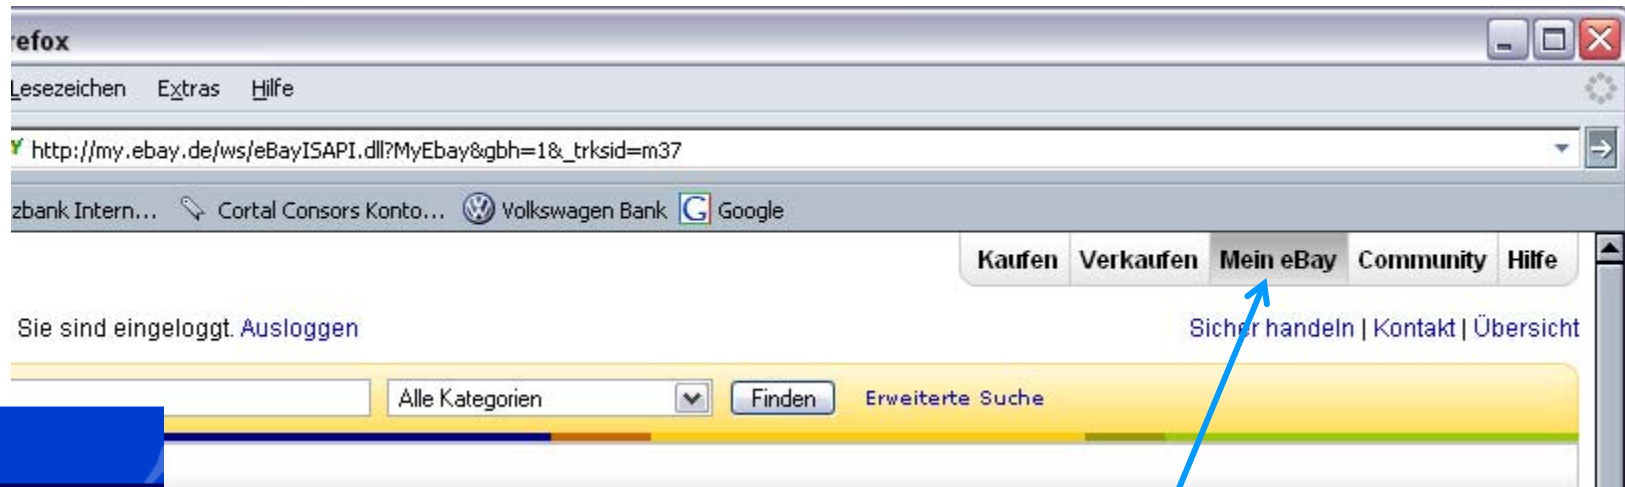 refox
Lesezeichen Extras Hilfe
http://my.ebay.de/ws/eBayISAPI.dll?MyEbay&gbh=1&_trksid=m37
zbank Intern... Cortal Consors Konto... Volkswagen Bank G Google
Kaufen Verkaufen Mein eBay Community Hilfe
Sie sind eingeloggt. Ausloggen Sicher handeln | Kontakt | Übersicht
Alle Kategorien Finden Erweiterte Suche